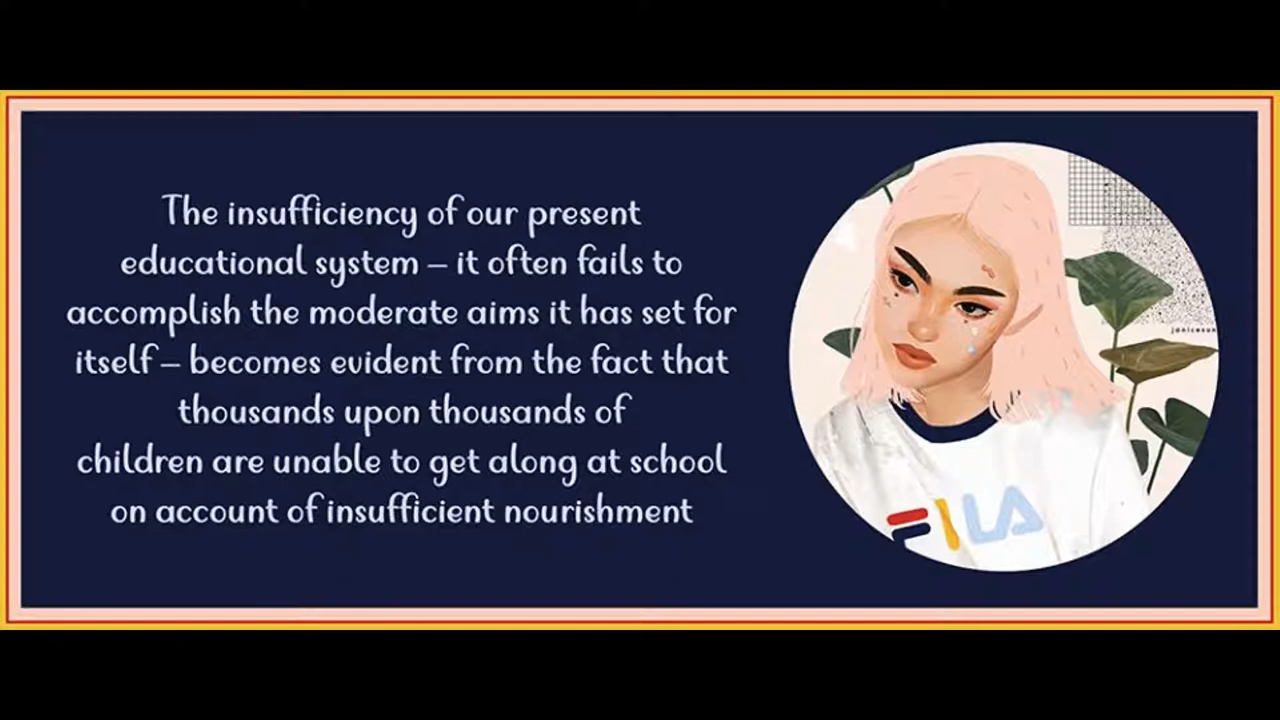 The insufficiency of our present
educational system – it often fails to
accomplish the moderate aims it has set for
itself – becomes evident from the fact that
thousands upon thousands of
children are unable to get along at school
on account of insufficient nourishment
janicesun
FILA